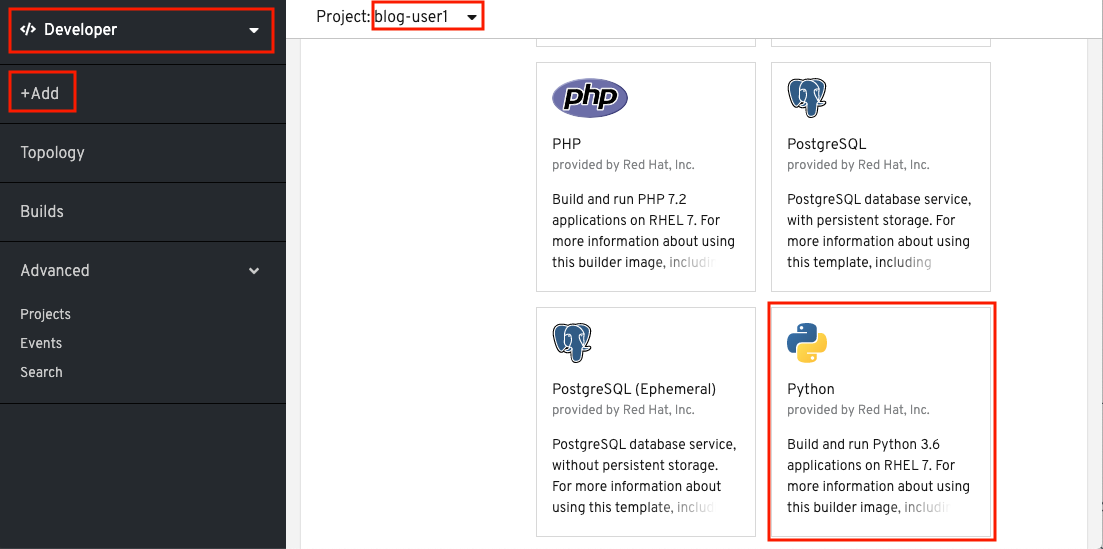 </> Developer
+Add
Topology
Builds
Advanced
Projects
Events
Search
Project: blog-user1
php
PHP
provided by Red Hat, Inc.
Build and run PHP 7.2
applications on RHEL 7. For
more information about using
this builder image, includin
PostgreSQL
provided by Red Hat, Inc.
PostgreSQL database service,
with persistent storage. For
more information about using
this template, including
PostgreSQL (Ephemeral)
provided by Red Hat, Inc.
PostgreSQL database service,
without persistent storage.
For more information about
using this template, includ
Python
provided by Red Hat, Inc.
Build and run Python 3.6
applications on RHEL 7. For
more information about using
this builder image, includin